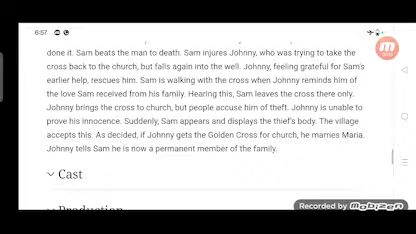 6:57
done it. Sam beats the man to death. Sam injures Johnny, who was trying to take the
cross back to the church, but falls again into the well. Johnny, feeling grateful for Sam's
earlier help, rescues him. Sam is walking with the cross when Johnny reminds him of
the love Sam received from his family. Hearing this, Sam leaves the cross there only.
Johnny brings the cross to church, but people accuse him of theft. Johnny is unable to
prove his innocence. Suddenly, Sam appears and displays the thief's body. The village
accepts this. As decided, if Johnny gets the Golden Cross for church, he marries Maria.
Johnny tells Sam he is now a permanent member of the family.
Cast
Production
Recorded by Mobizen